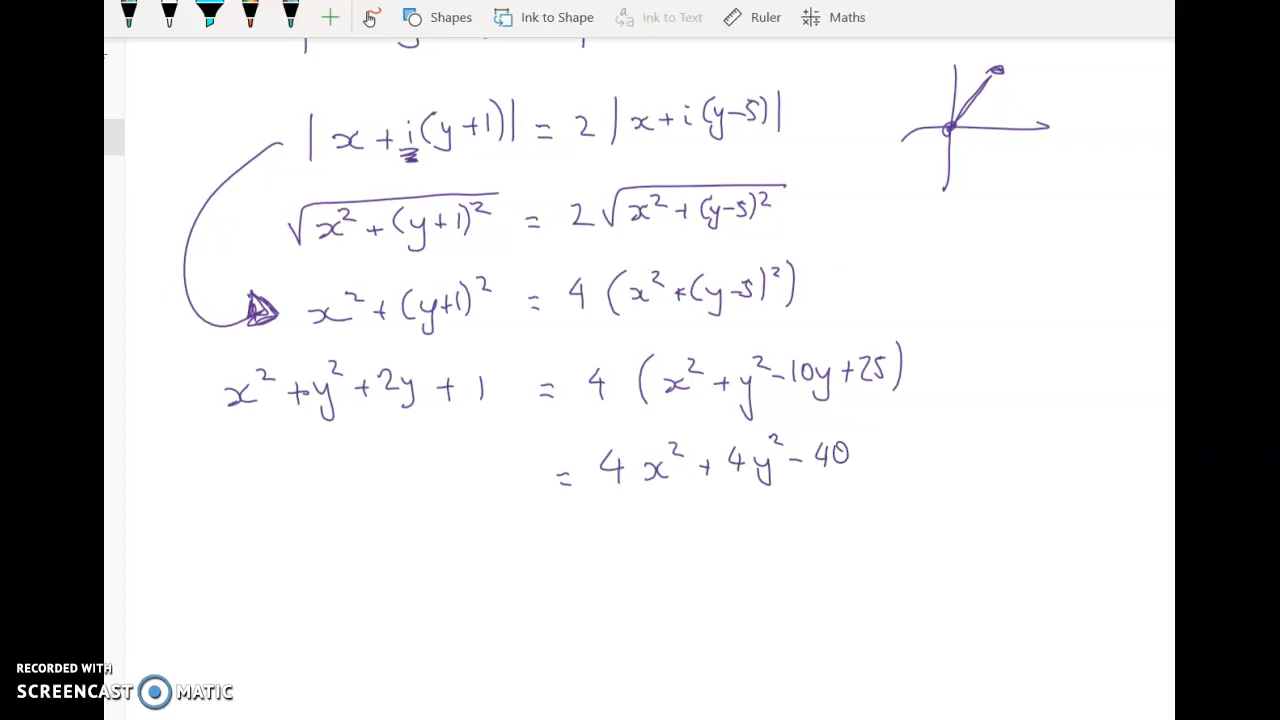 Shapes Ink to Shape Ink to Text Ruler Maths
|x + i(y+1)| = 2|x + i(y-5)|
√(x² + (y+1)²) = 2√(x² + (y-5)²)
x² + (y+1)² = 4(x² + (y-5)²)
x² + y² + 2y + 1 = 4(x² + y² - 10y + 25)
= 4x² + 4y² - 40
RECORDED WITH
SCREENCAST MATIC